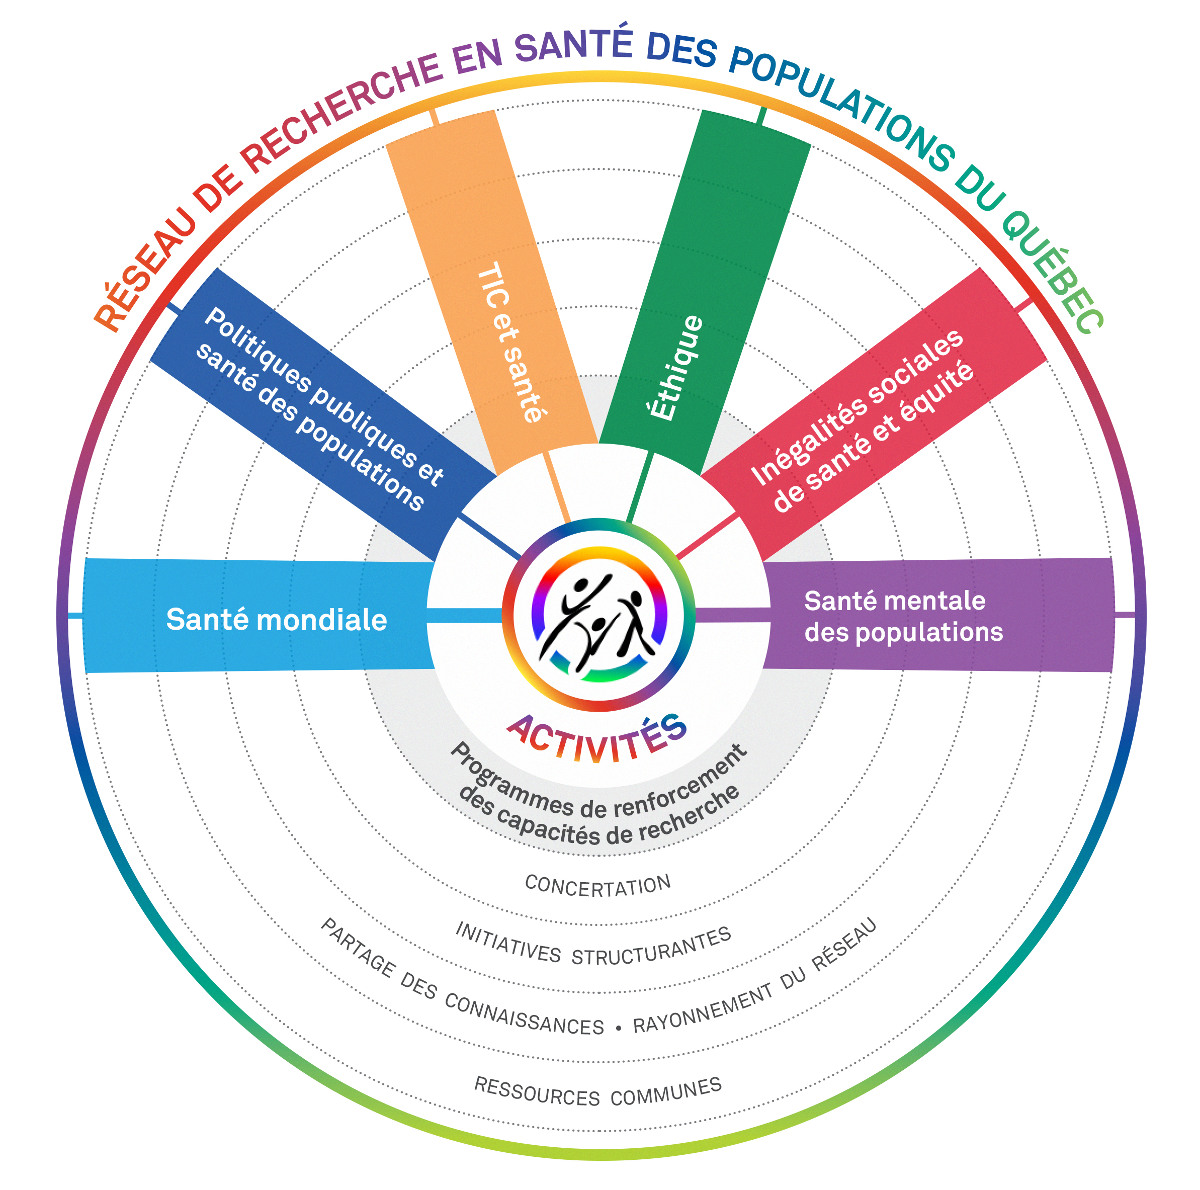 RÉSEAU DE RECHERCHE EN SANTÉ DES POPULATIONS DU QUÉBEC
Santé mondiale
Politiques publiques et
santé des populations
TIC et santé
Éthique
Inégalités sociales
de santé et équité
Santé mentale
des populations
ACTIVITÉS
Programmes de renforcement
des capacités de recherche
CONCERTATION
INITIATIVES STRUCTURANTES
PARTAGE DES CONNAISSANCES • RAYONNEMENT DU RÉSEAU
RESSOURCES COMMUNES